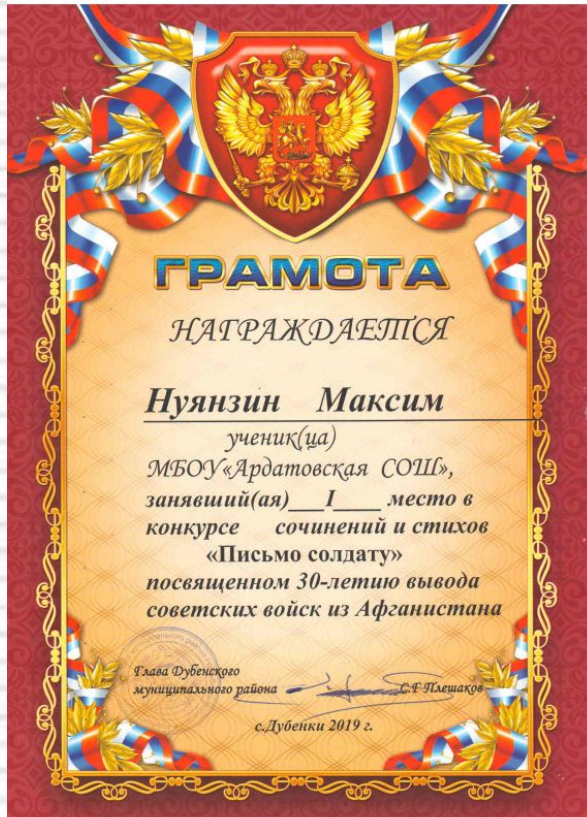 ГРАМОТА
НАГРАЖДАЕТСЯ
Нуянзин Максим
ученик(ца)
МБОУ«Ардатовская СОШ»,
занявший(ая)___I____ место в
конкурсе сочинений и стихов
«Письмо солдату»
посвященном 30-летию вывода
советских войск из Афганистана
Глава Дубенского
муниципального района С.Г.Плешаков
с.Дубенки 2019 г.